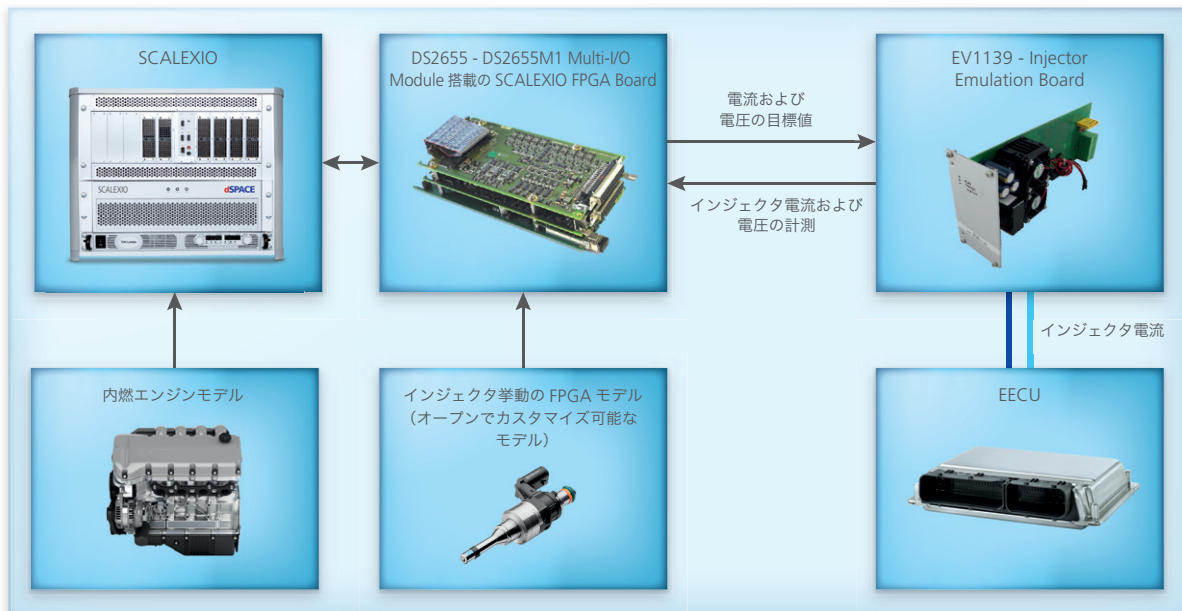 SCALEXIO
SCALEXIO
dSPACE
DS2655 - DS2655M1 Multi-I/O
Module 搭載の SCALEXIO FPGA Board
電流および
電圧の目標値
インジェクタ電流および
電圧の計測
EV1139 - Injector
Emulation Board
インジェクタ電流
内燃エンジンモデル
インジェクタ挙動の FPGA モデル
(オープンでカスタマイズ可能な
モデル)
EECU